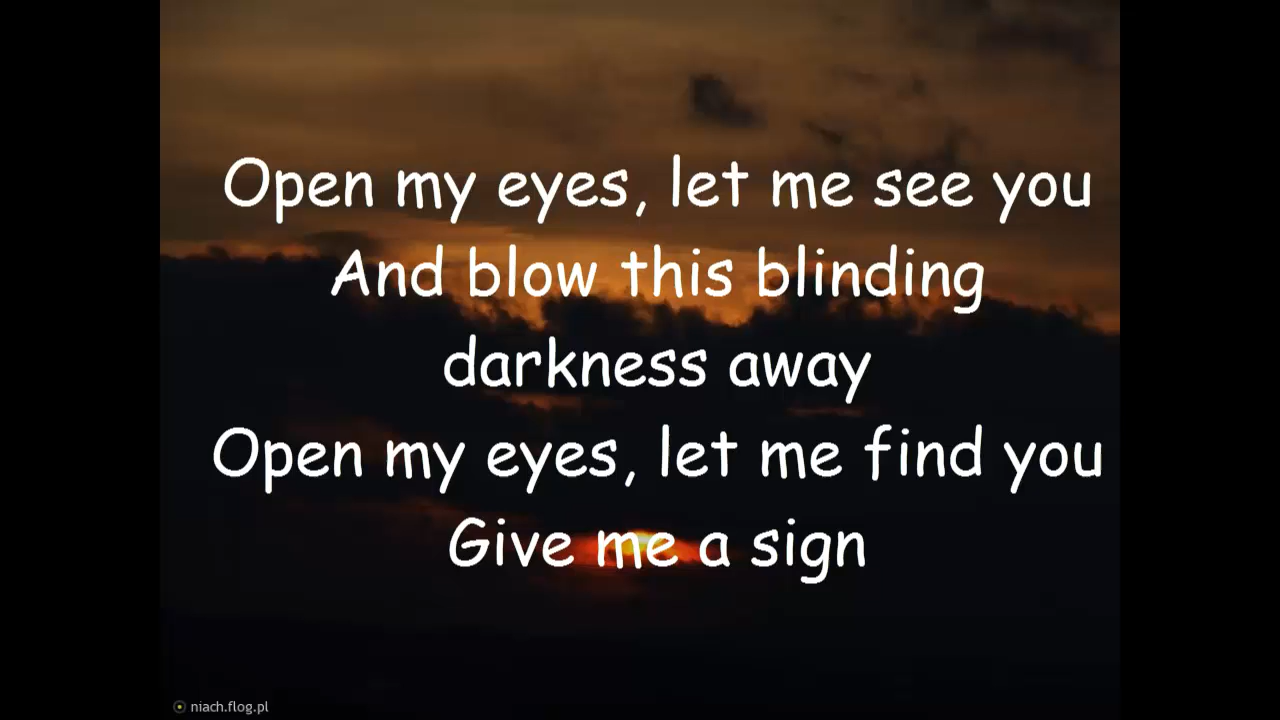 Open my eyes, let me see you
And blow this blinding
darkness away
Open my eyes, let me find you
Give me a sign
niach.flog.pl